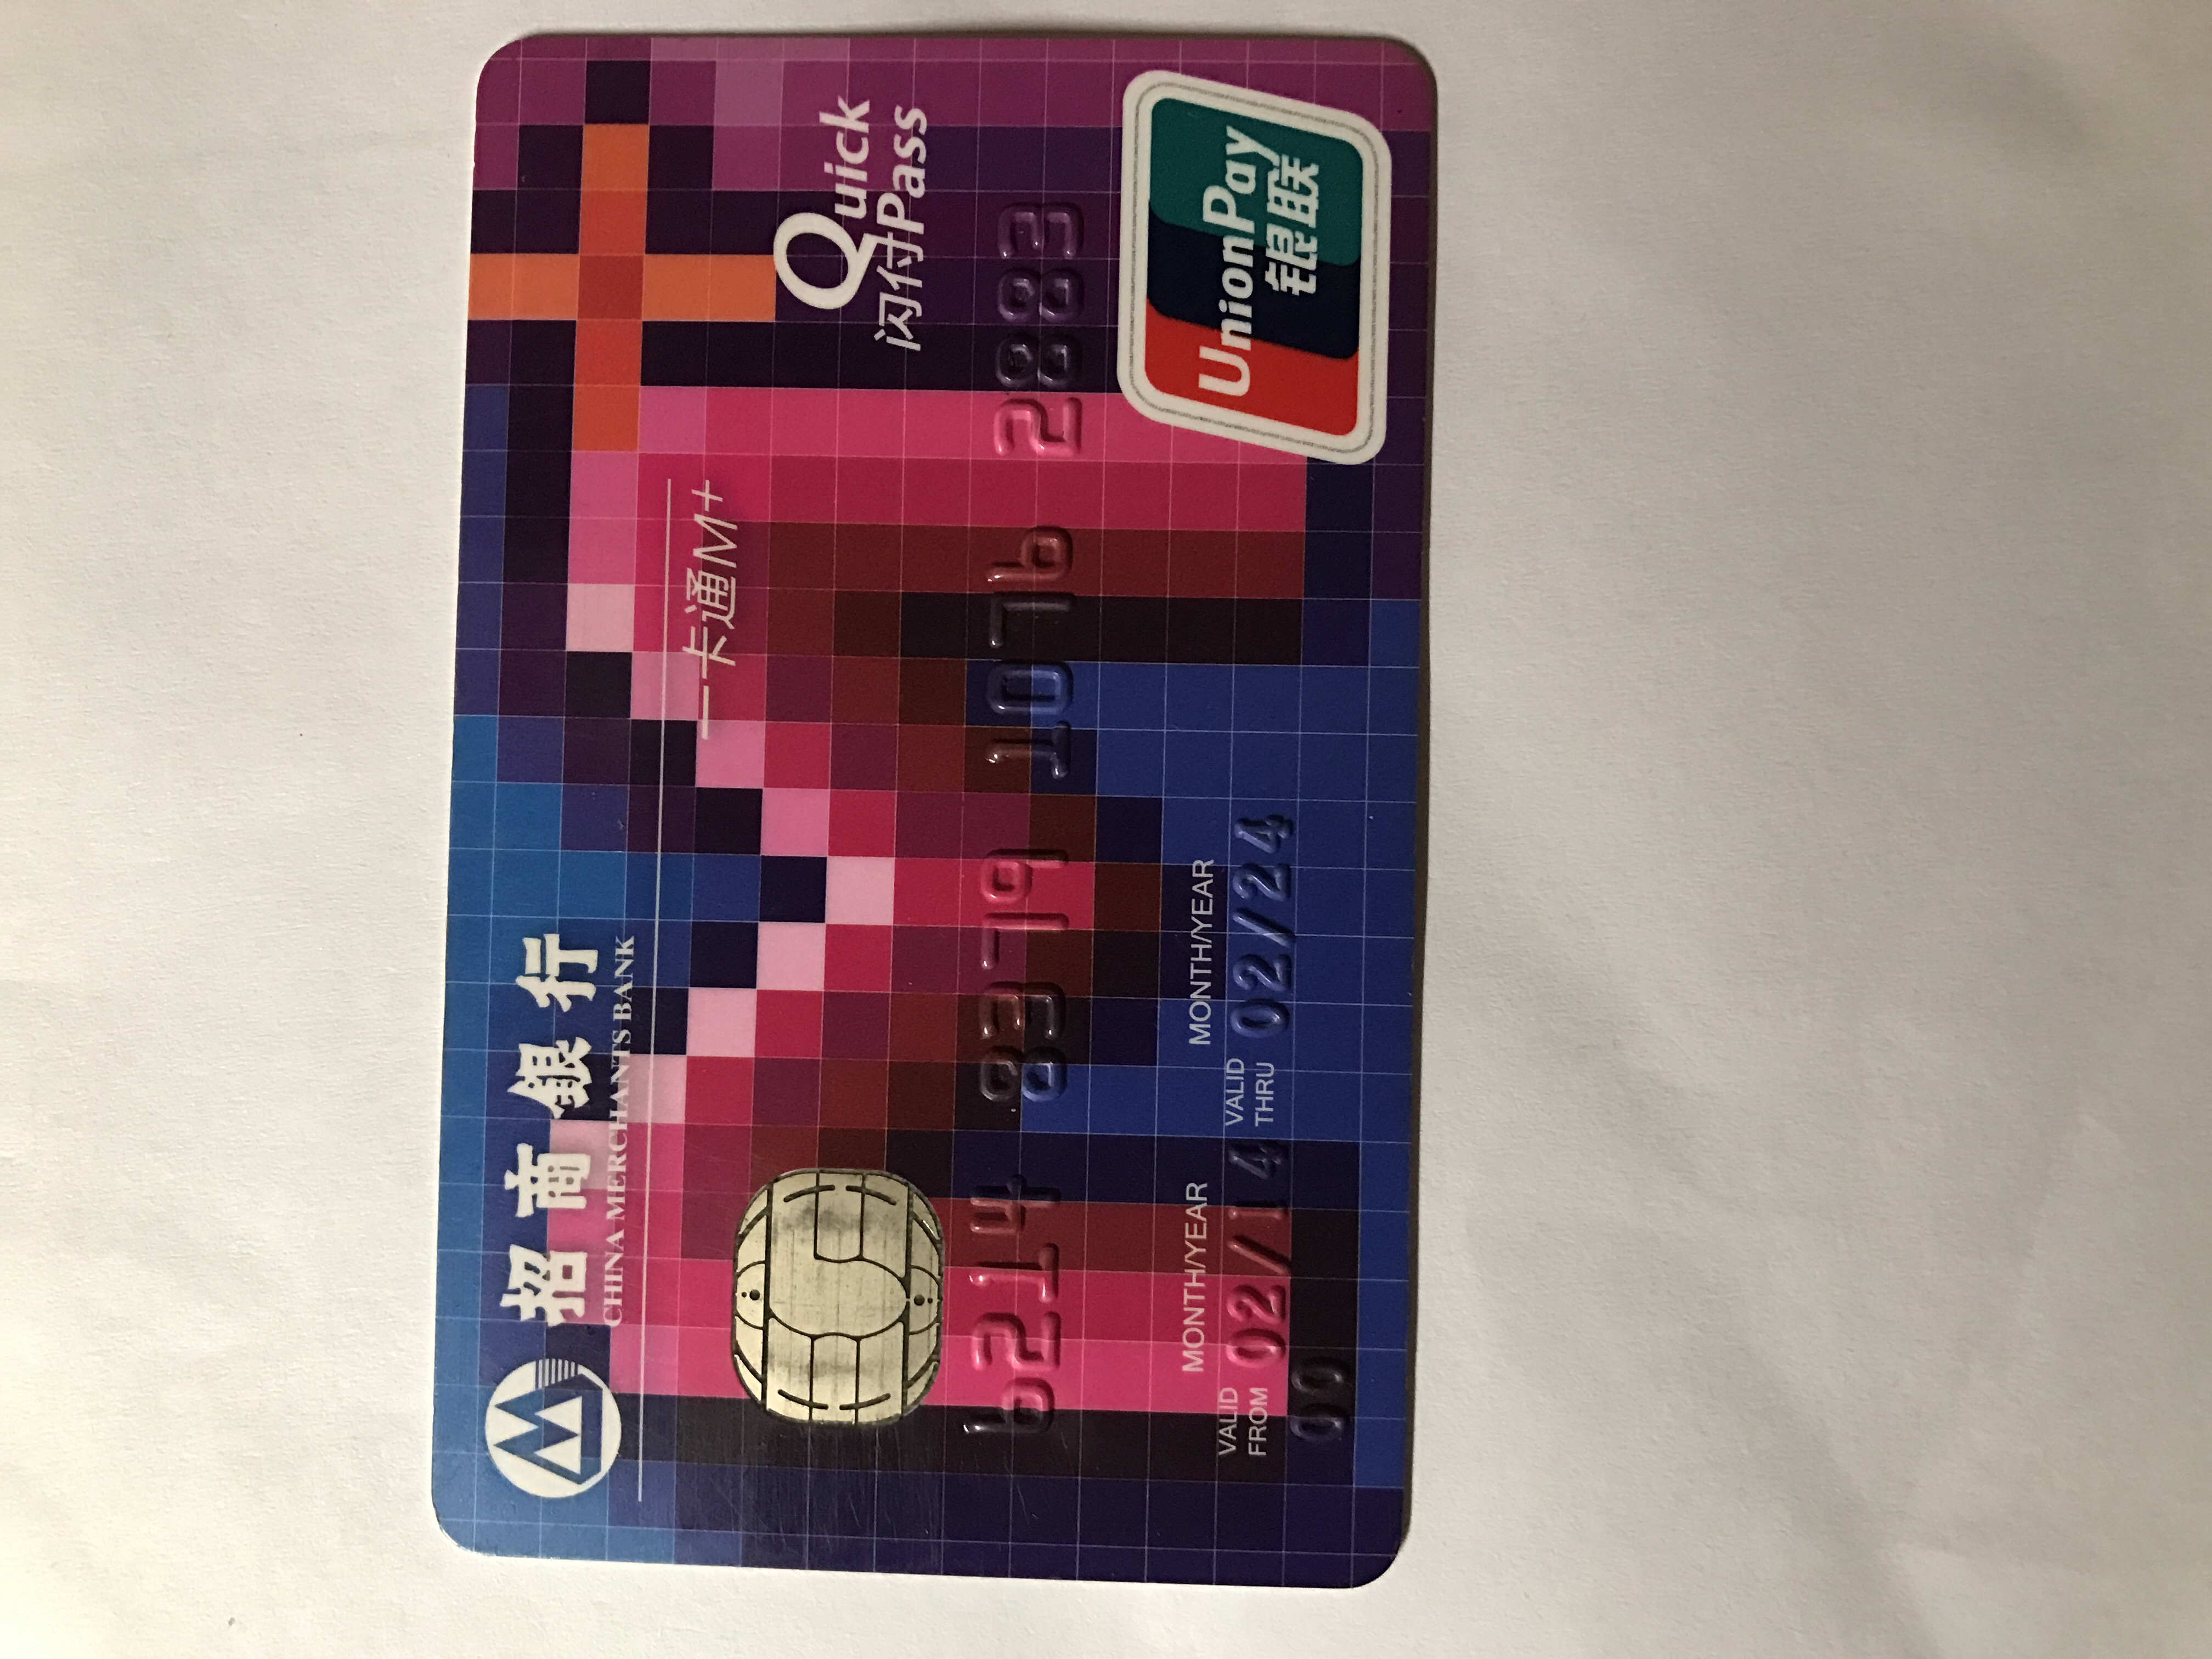 招商銀行
CHINA MERCHANTS BANK
一卡通M+
Quick
闪付Pass
6214 8379 1076 2883
MONTH/YEAR MONTH/YEAR
VALID FROM 02/14 VALID THRU 02/24
00
UnionPay
银联